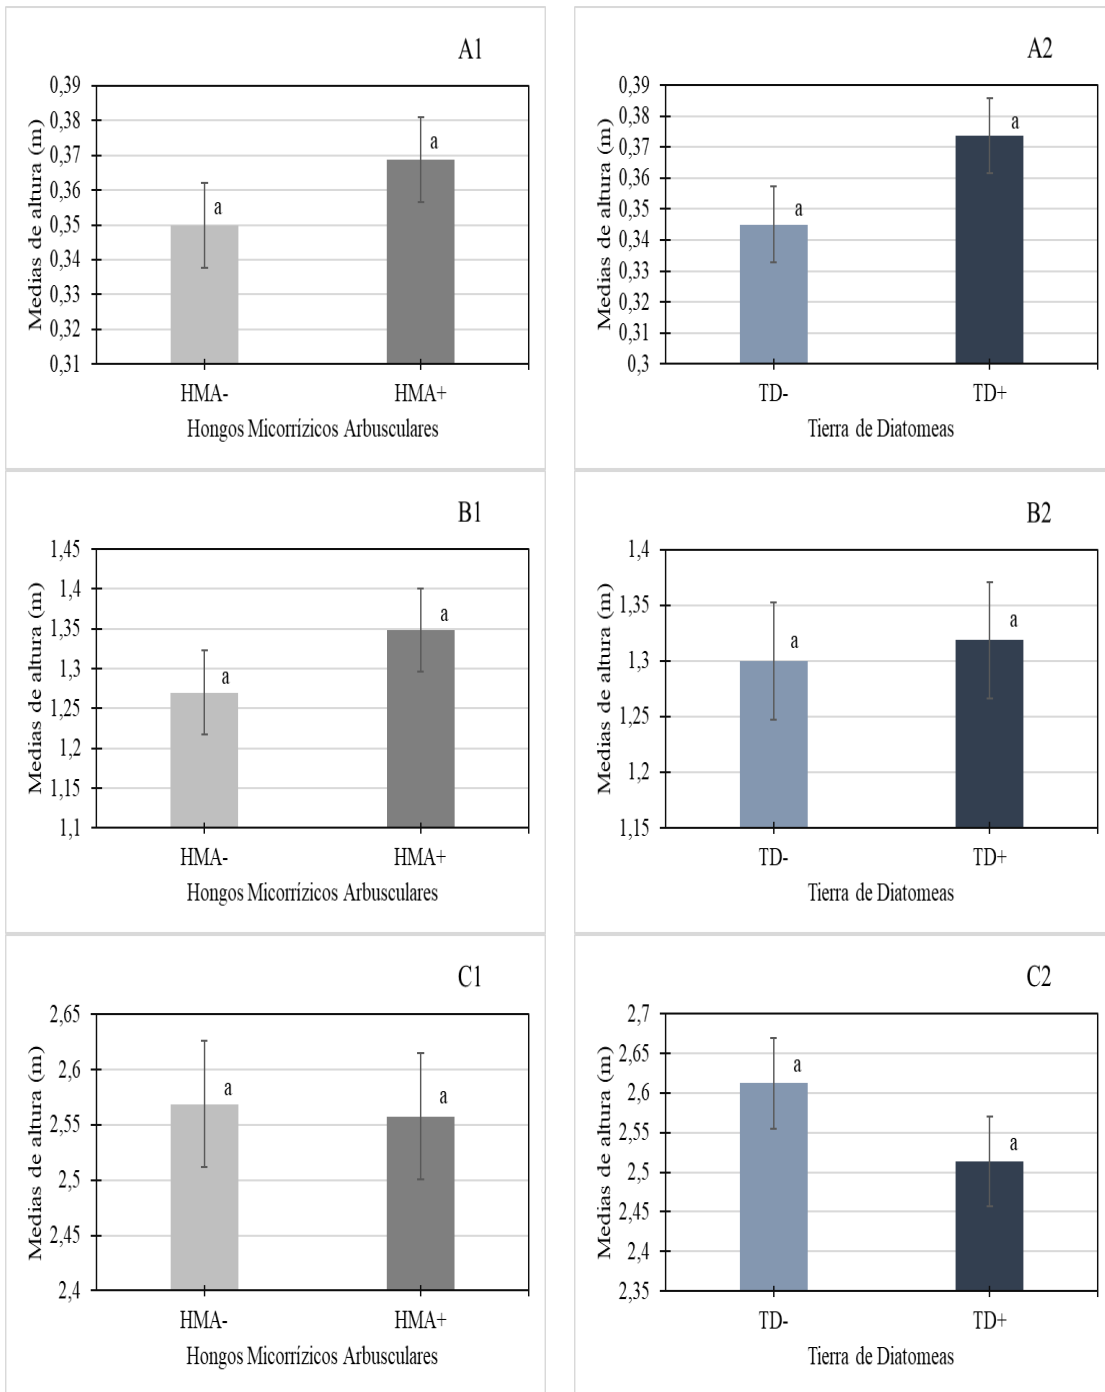 A1
Medias de altura (m)
0,39
0,38
0,37
0,36
0,35
0,34
0,33
0,32
0,31
a
a
HMA-
HMA+
Hongos Micorrízicos Arbusculares
A2
Medias de altura (m)
0,39
0,38
0,37
0,36
0,35
0,34
0,33
0,32
0,31
0,3
a
a
TD-
TD+
Tierra de Diatomeas
B1
Medias de altura (m)
1,45
1,4
1,35
1,3
1,25
1,2
1,15
1,1
a
a
HMA-
HMA+
Hongos Micorrízicos Arbusculares
B2
Medias de altura (m)
1,4
1,35
1,3
1,25
1,2
1,15
a
a
TD-
TD+
Tierra de Diatomeas
C1
Medias de altura (m)
2,65
2,6
2,55
2,5
2,45
2,4
a
a
HMA-
HMA+
Hongos Micorrízicos Arbusculares
C2
Medias de altura (m)
2,7
2,65
2,6
2,55
2,5
2,45
2,4
2,35
a
a
TD-
TD+
Tierra de Diatomeas